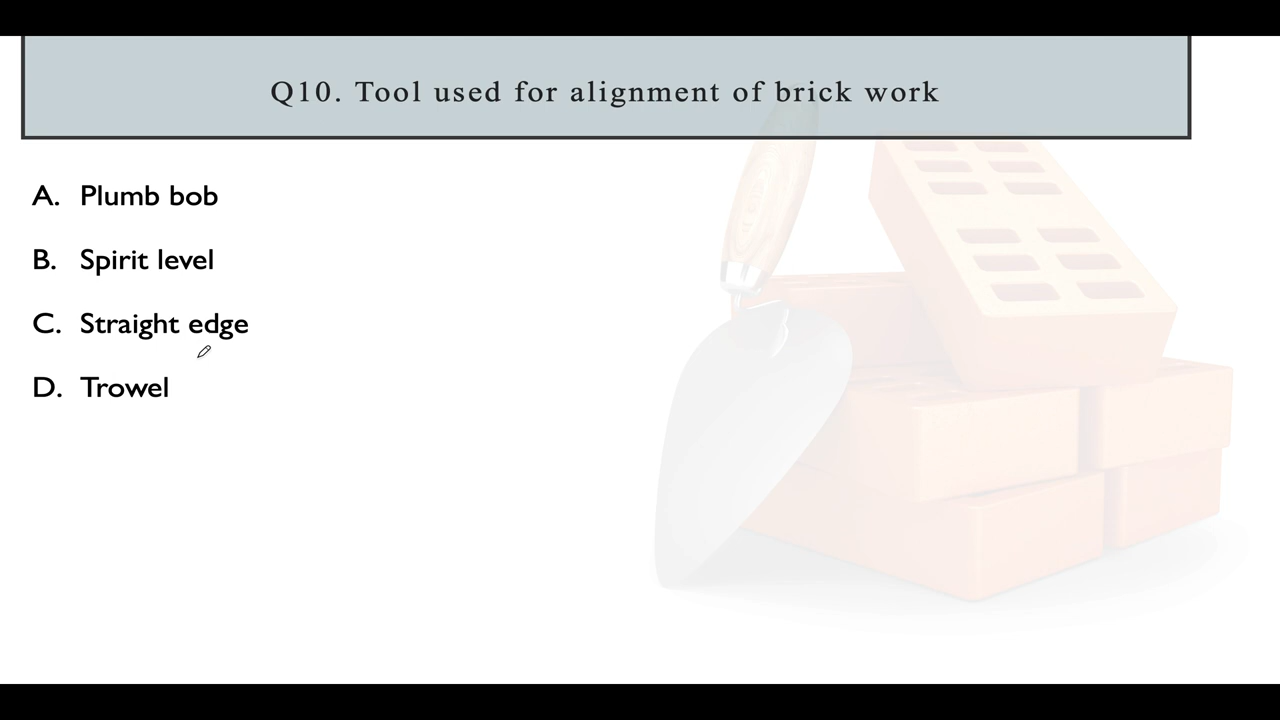 Q10. Tool used for alignment of brick work
A. Plumb bob
B. Spirit level
C. Straight edge
D. Trowel